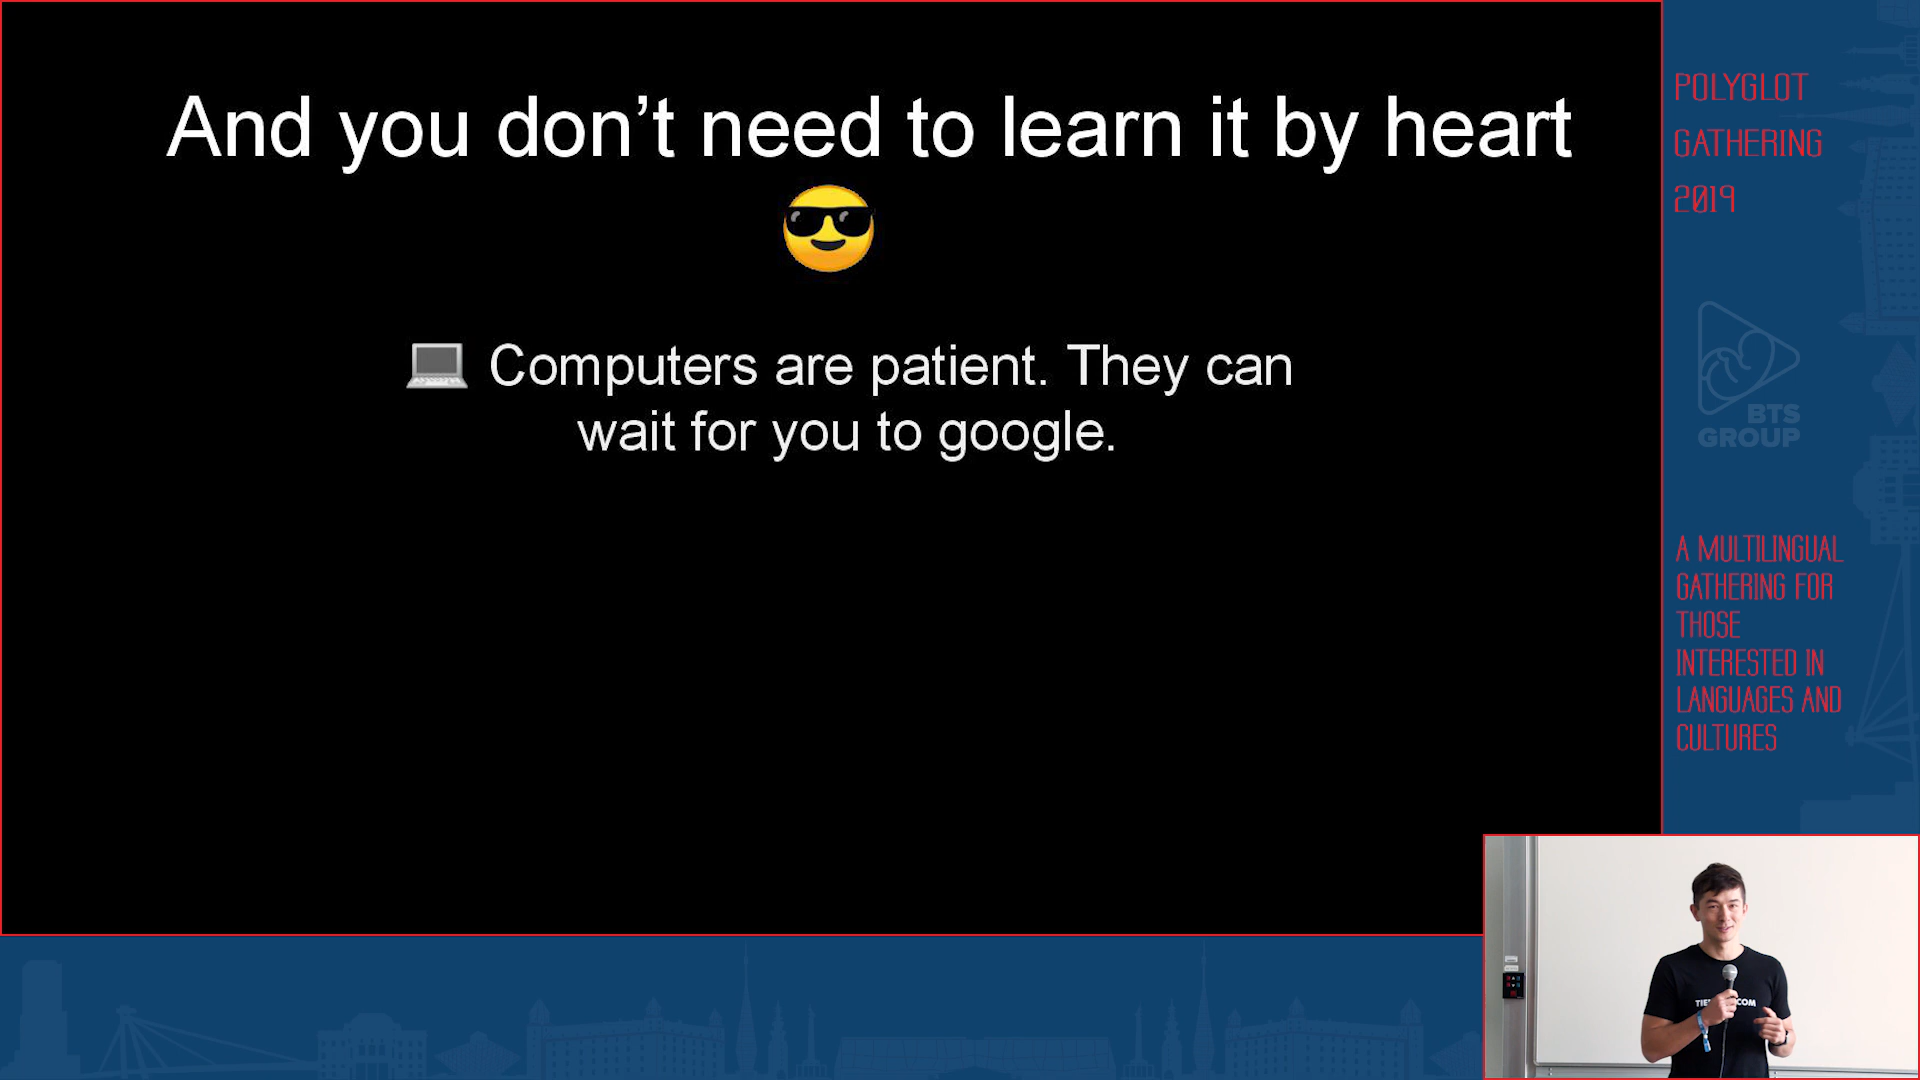 And you don’t need to learn it by heart
😎
💻 Computers are patient. They can
wait for you to google.
POLYGLOT
GATHERING
2019
BTS
GROUP
A MULTILINGUAL
GATHERING FOR
THOSE
INTERESTED IN
LANGUAGES AND
CULTURES